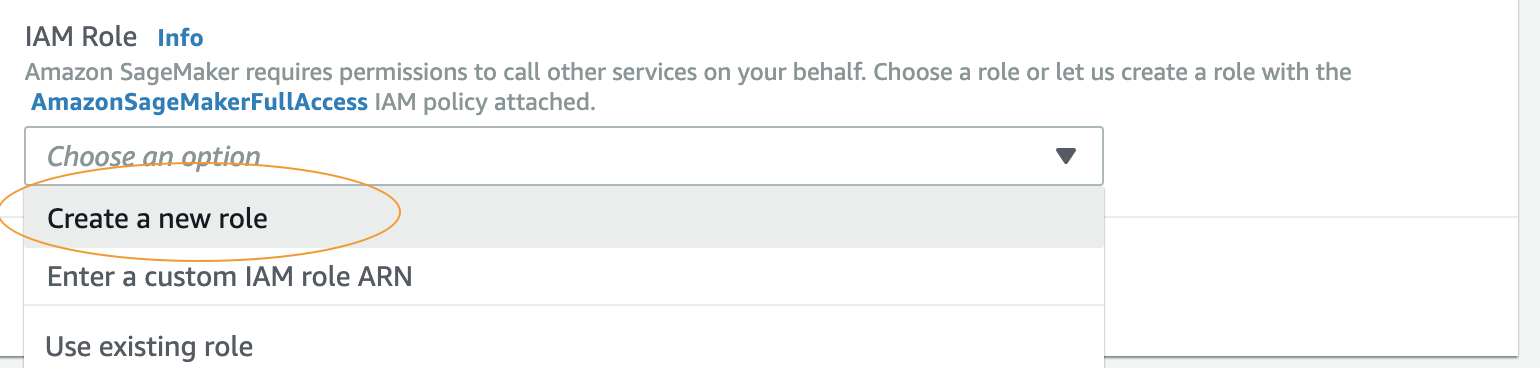 IAM Role Info
Amazon SageMaker requires permissions to call other services on your behalf. Choose a role or let us create a role with the
AmazonSageMakerFullAccess IAM policy attached.
Choose an option
Create a new role
Enter a custom IAM role ARN
Use existing role